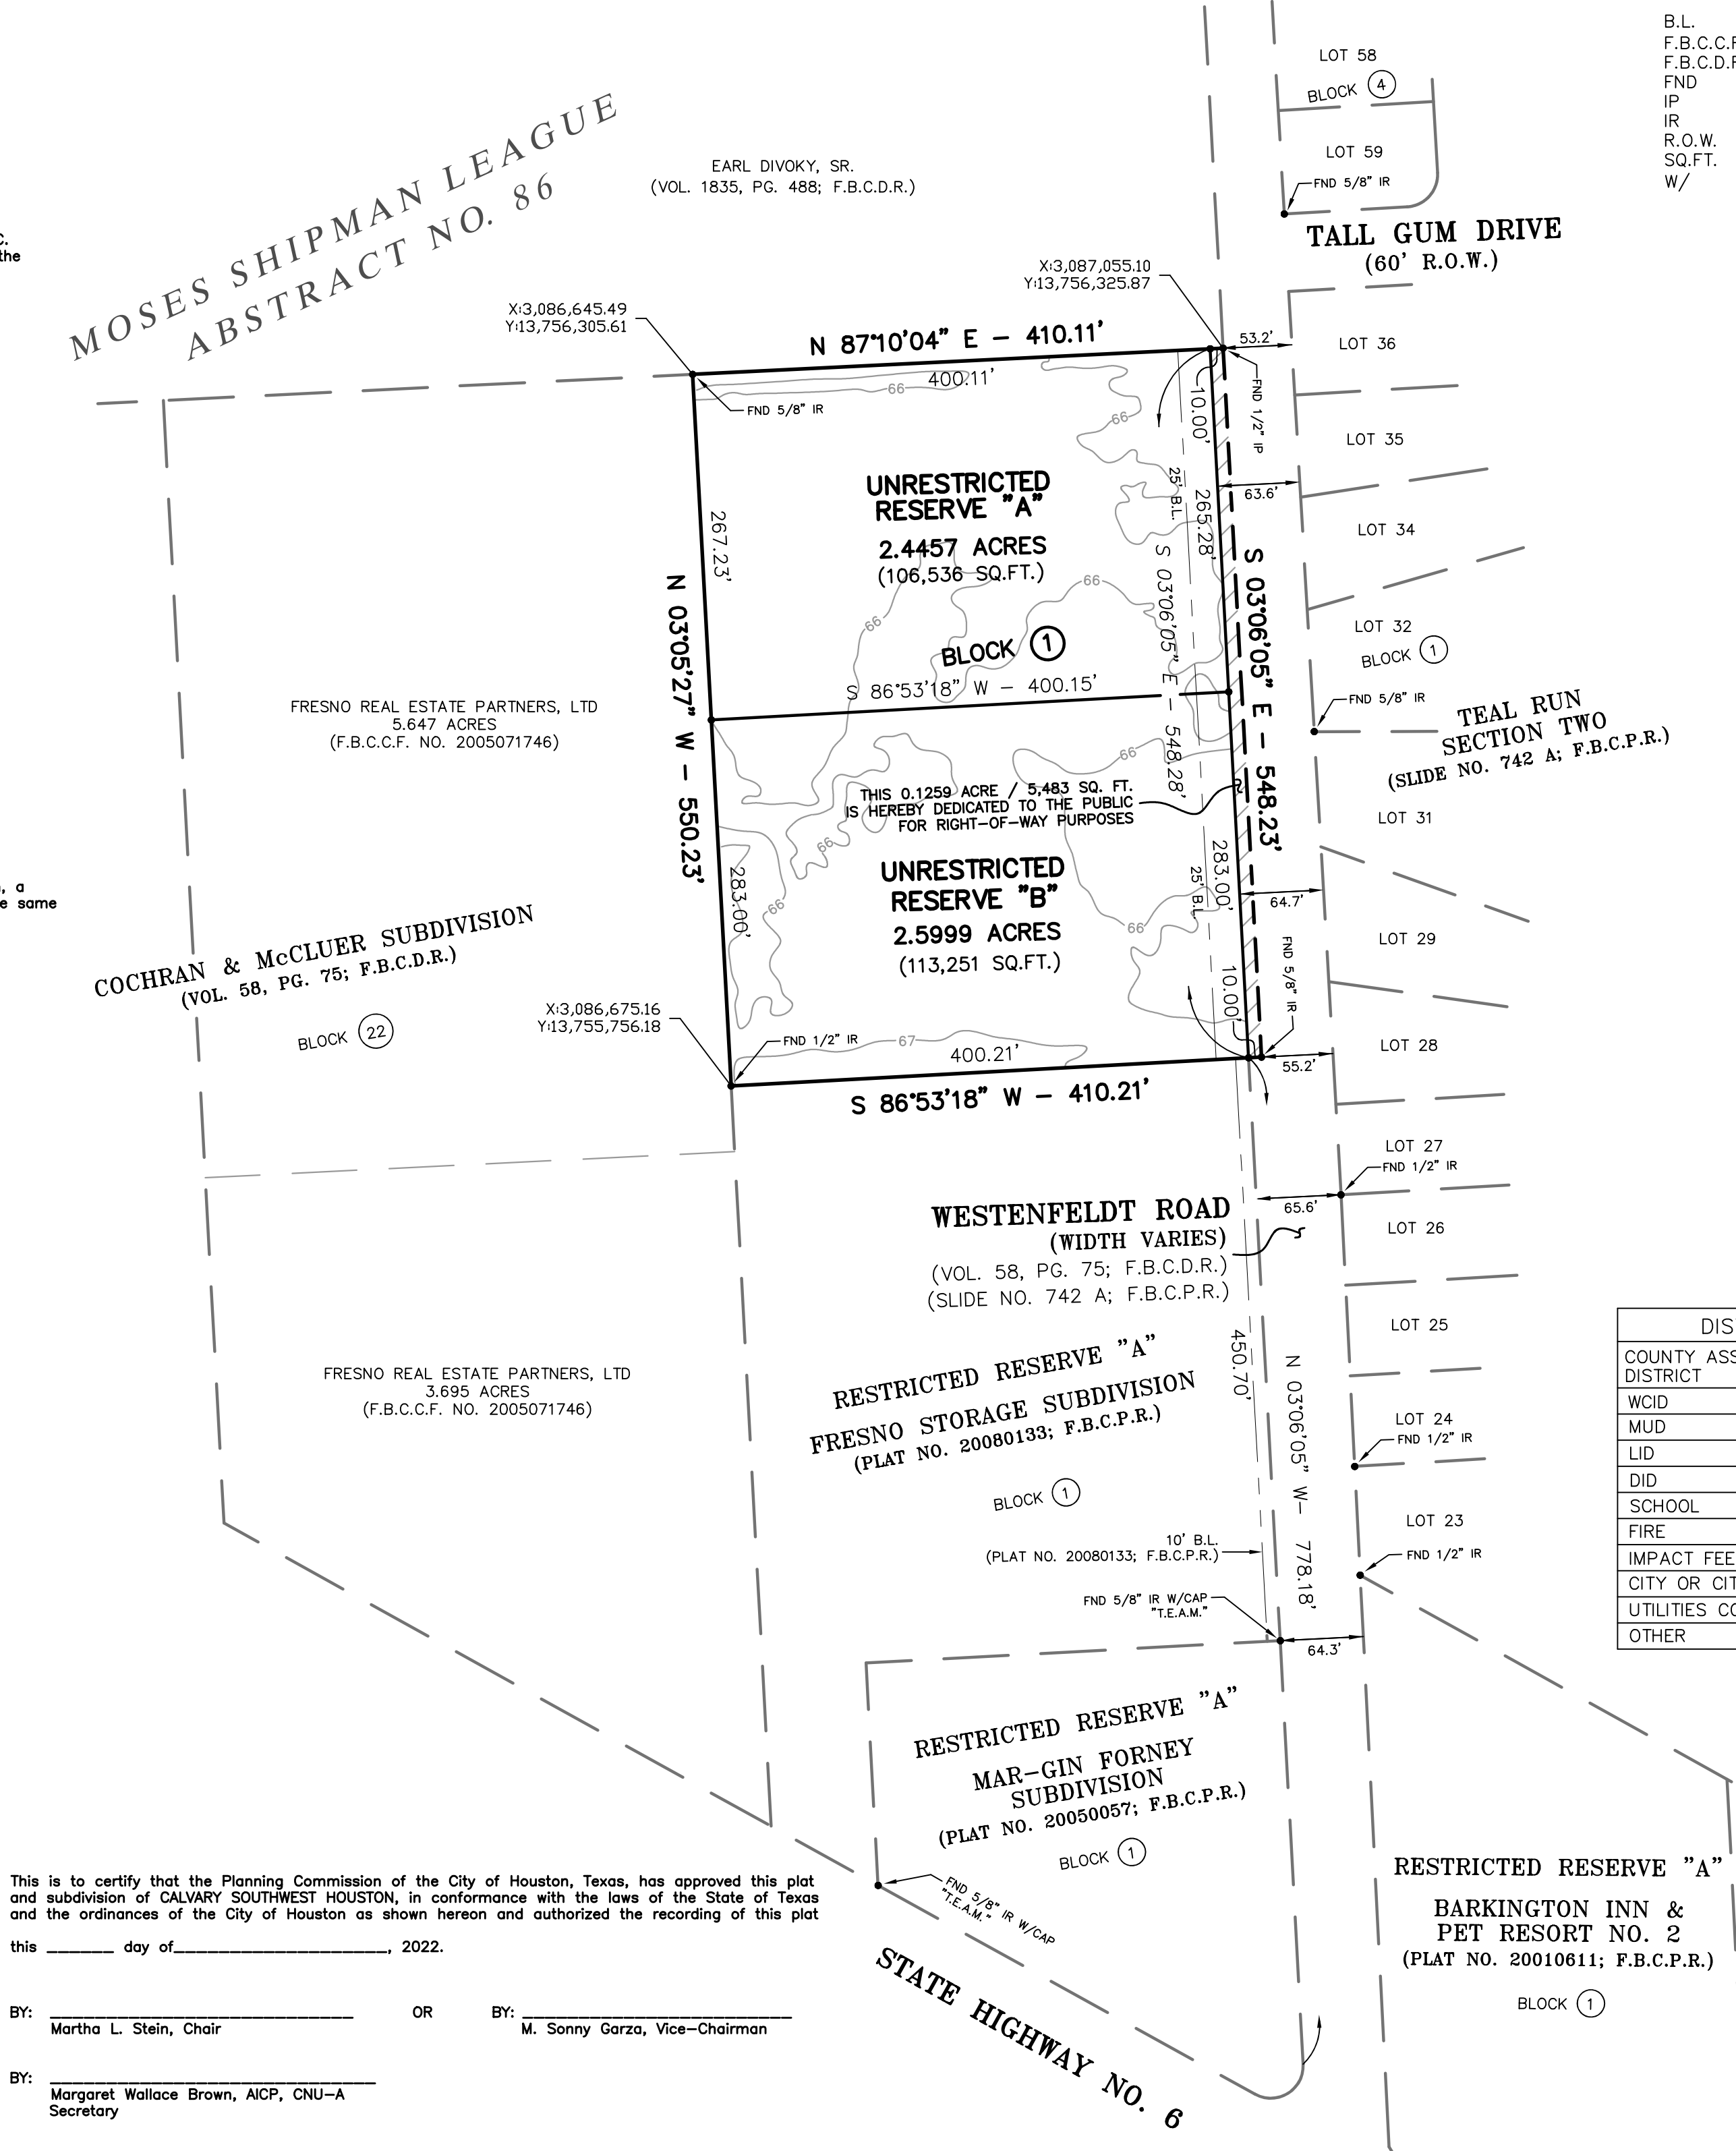 B.L.
F.B.C.C.F
F.B.C.D.R
FND
IP
IR
R.O.W.
SQ.FT.
W/
C.
the
MOSES SHIPMAN LEAGUE
ABSTRACT NO. 86
EARL DIVOKY, SR.
(VOL. 1835, PG. 488; F.B.C.D.R.)
LOT 58
BLOCK 4
LOT 59
FND 5/8" IR
TALL GUM DRIVE
(60' R.O.W.)
X:3,087,055.10
Y:13,756,325.87
X:3,086,645.49
Y:13,756,305.61
N 87°10'04" E – 410.11'
400.11'
53.2'
FND 5/8" IR
FND 1/2" IP
10.00'
66
66
LOT 36
LOT 35
LOT 34
LOT 32
BLOCK 1
FND 5/8" IR
63.6'
25' B.L.
265.28'
UNRESTRICTED
RESERVE "A"
2.4457 ACRES
(106,536 SQ.FT.)
267.23'
66
66
BLOCK 1
S 86°53'18" W – 400.15'
N 03°05'27" W – 550.23'
S 03°06'05" E – 548.28'
S 03°06'05" E – 548.23'
TEAL RUN
SECTION TWO
(SLIDE NO. 742 A; F.B.C.P.R.)
FRESNO REAL ESTATE PARTNERS, LTD
5.647 ACRES
(F.B.C.C.F. NO. 2005071746)
66
THIS 0.1259 ACRE / 5,483 SQ. FT.
IS HEREBY DEDICATED TO THE PUBLIC
FOR RIGHT-OF-WAY PURPOSES
66
LOT 31
UNRESTRICTED
RESERVE "B"
2.5999 ACRES
(113,251 SQ.FT.)
283.00'
283.00'
25' B.L.
64.7'
66
66
, a
e same
COCHRAN & McCLUER SUBDIVISION
(VOL. 58, PG. 75; F.B.C.D.R.)
BLOCK 22
LOT 29
FND 5/8" IR
10.00'
X:3,086,675.16
Y:13,755,756.18
FND 1/2" IR
67
400.21'
55.2'
LOT 28
S 86°53'18" W – 410.21'
LOT 27
FND 1/2" IR
65.6'
LOT 26
WESTENFELDT ROAD
(WIDTH VARIES)
(VOL. 58, PG. 75; F.B.C.D.R.)
(SLIDE NO. 742 A; F.B.C.P.R.)
LOT 25
450.70'
N 03°06'05" W– 778.18'
RESTRICTED RESERVE "A"
FRESNO STORAGE SUBDIVISION
(PLAT NO. 20080133; F.B.C.P.R.)
BLOCK 1
FRESNO REAL ESTATE PARTNERS, LTD
3.695 ACRES
(F.B.C.C.F. NO. 2005071746)
LOT 24
FND 1/2" IR
LOT 23
FND 1/2" IR
10' B.L.
(PLAT NO. 20080133; F.B.C.P.R.)
FND 5/8" IR W/CAP
"T.E.A.M."
64.3'
DIS
COUNTY ASS
DISTRICT
WCID
MUD
LID
DID
SCHOOL
FIRE
IMPACT FEE
CITY OR CIT
UTILITIES CO
OTHER
RESTRICTED RESERVE "A"
MAR–GIN FORNEY
SUBDIVISION
(PLAT NO. 20050057; F.B.C.P.R.)
BLOCK 1
FND 5/8" IR W/CAP
"T.E.A.M."
STATE HIGHWAY NO. 6
RESTRICTED RESERVE "A"
BARKINGTON INN &
PET RESORT NO. 2
(PLAT NO. 20010611; F.B.C.P.R.)
BLOCK 1
This is to certify that the Planning Commission of the City of Houston, Texas, has approved this plat
and subdivision of CALVARY SOUTHWEST HOUSTON, in conformance with the laws of the State of Texas
and the ordinances of the City of Houston as shown hereon and authorized the recording of this plat
this ______ day of___________________, 2022.
BY: ___________________________ OR BY: ________________________
Martha L. Stein, Chair M. Sonny Garza, Vice–Chairman
BY: _____________________________
Margaret Wallace Brown, AICP, CNU–A
Secretary